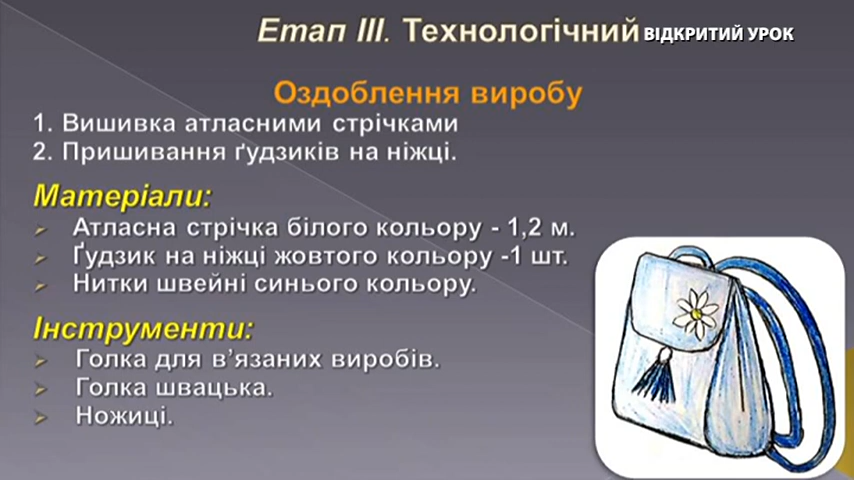 Етап ІІІ. Технологічний
ВІДКРИТИЙ УРОК
Оздоблення виробу
1. Вишивка атласними стрічками
2. Пришивання ґудзиків на ніжці.
Матеріали:
Атласна стрічка білого кольору - 1,2 м.
Ґудзик на ніжці жовтого кольору -1 шт.
Нитки швейні синього кольору.
Інструменти:
Голка для в’язаних виробів.
Голка швацька.
Ножиці.